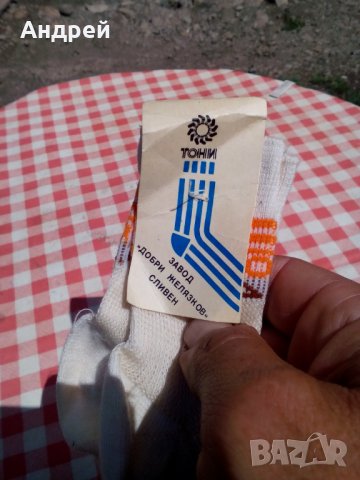 Андрей
ТОНИ
ЗАВОД
"ДОБРИ ЖЕЛЯЗКОВ"
СЛИВЕН
BAZAR